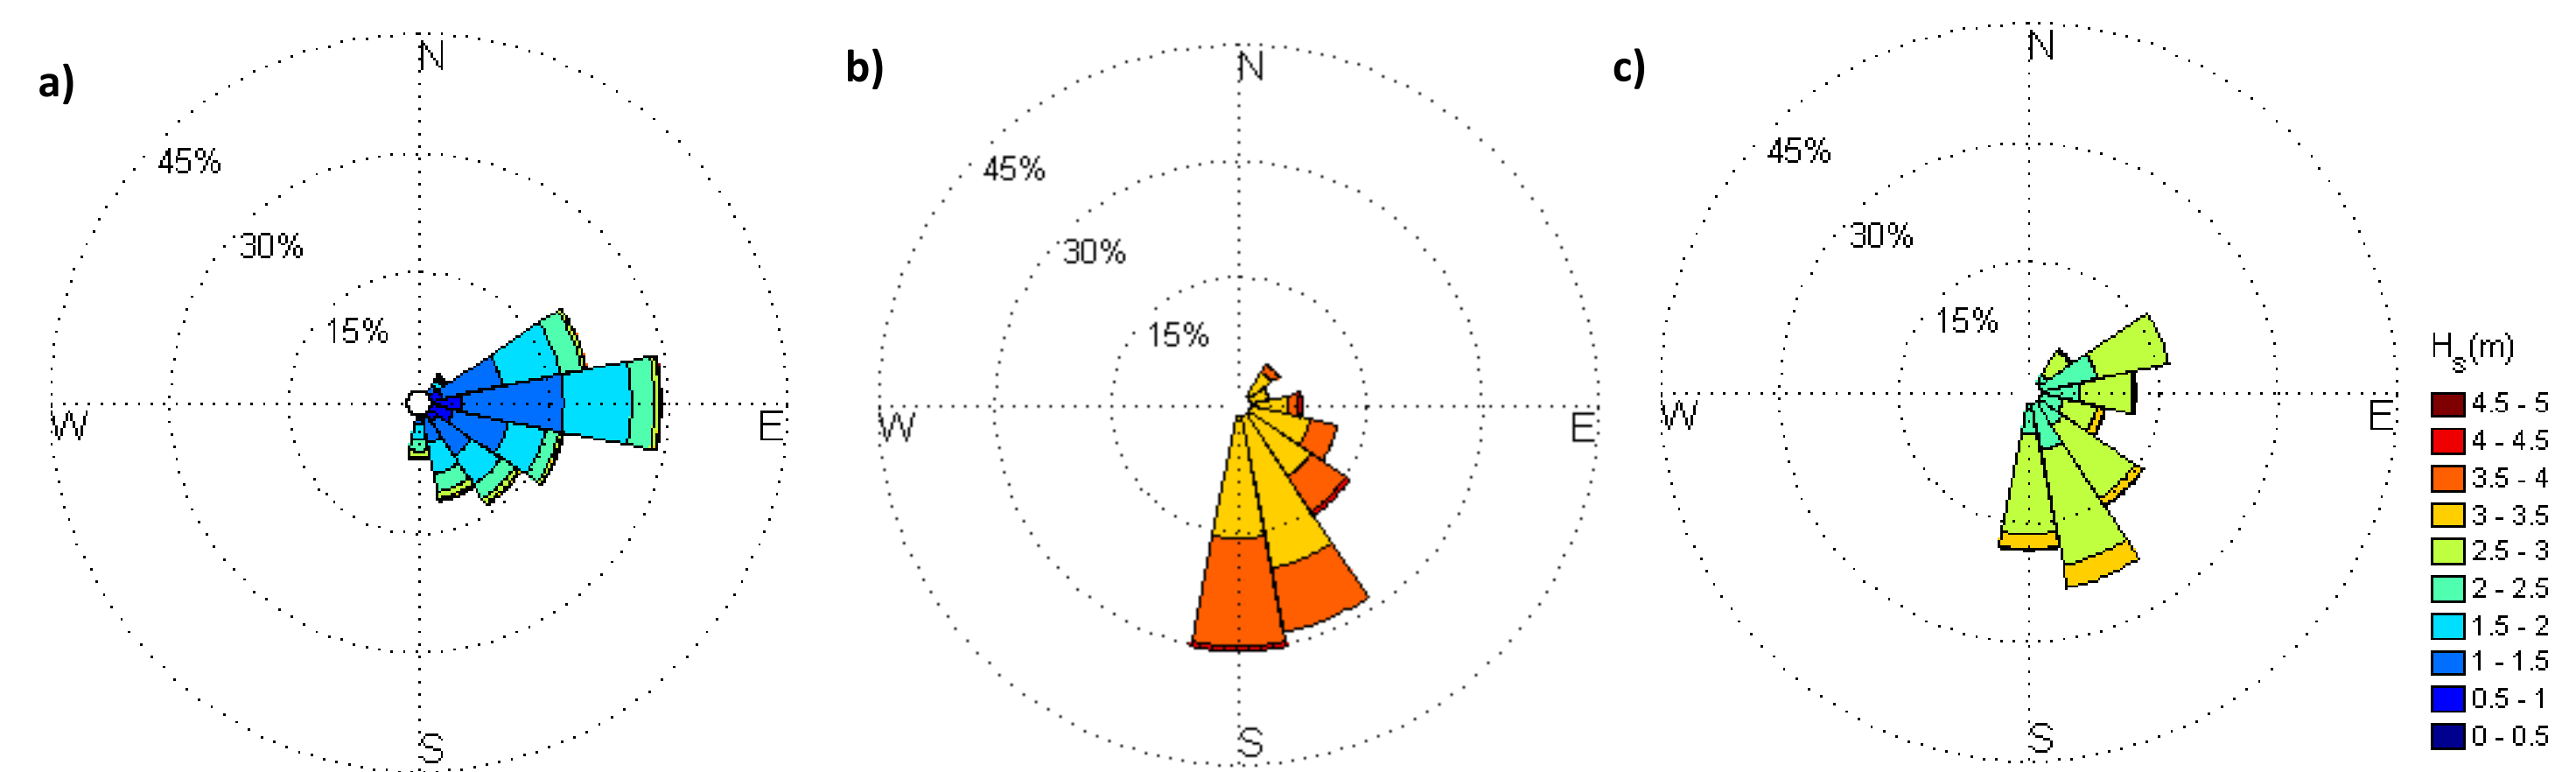 a)
N
45%
30%
15%
W
E
S
b)
N
45%
30%
15%
W
E
S
c)
N
45%
30%
15%
W
E
S
Hs(m)
4.5 - 5
4 - 4.5
3.5 - 4
3 - 3.5
2.5 - 3
2 - 2.5
1.5 - 2
1 - 1.5
0.5 - 1
0 - 0.5